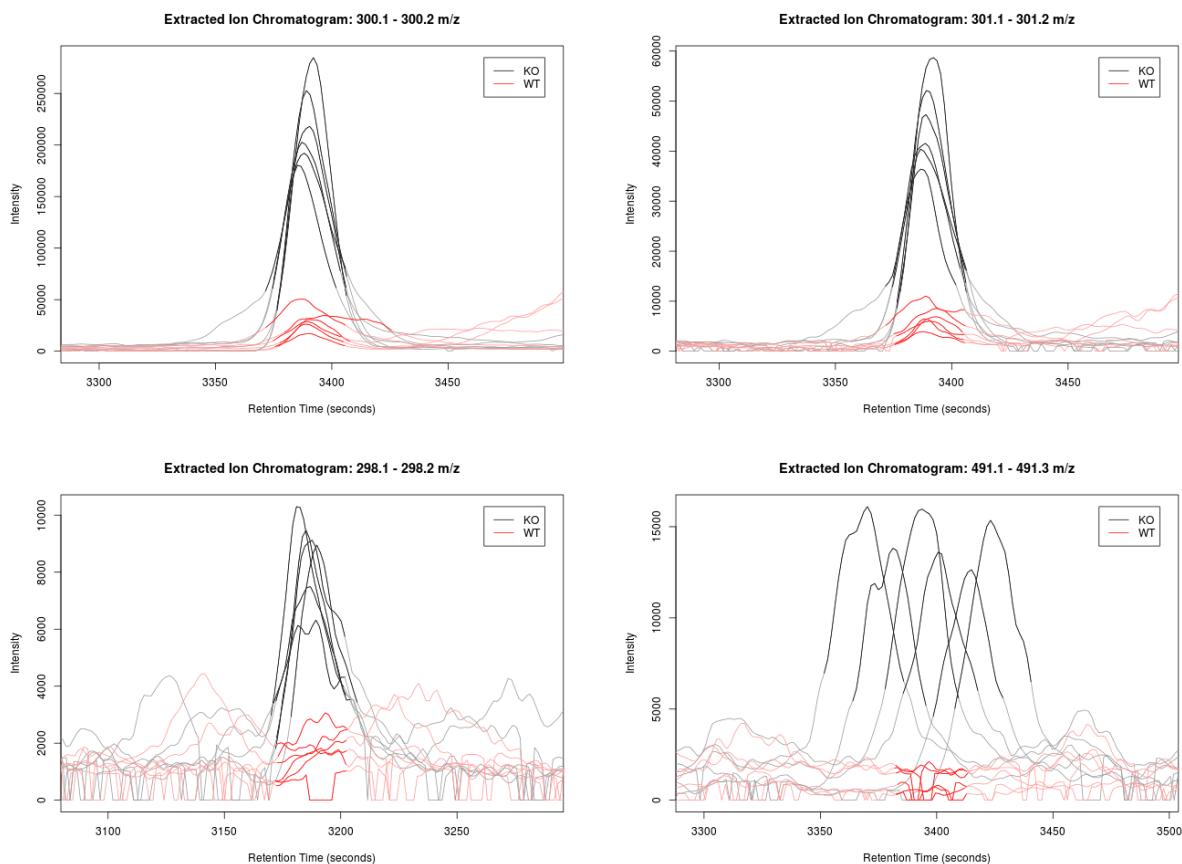 Extracted Ion Chromatogram: 300.1 - 300.2 m/z
KO
WT
Intensity
0
50000
100000
150000
200000
250000
3300
3350
3400
3450
Retention Time (seconds)
Extracted Ion Chromatogram: 301.1 - 301.2 m/z
KO
WT
Intensity
0
10000
20000
30000
40000
50000
60000
3300
3350
3400
3450
Retention Time (seconds)
Extracted Ion Chromatogram: 298.1 - 298.2 m/z
KO
WT
Intensity
0
2000
4000
6000
8000
10000
3100
3150
3200
3250
Retention Time (seconds)
Extracted Ion Chromatogram: 491.1 - 491.3 m/z
KO
WT
Intensity
0
5000
10000
15000
3300
3350
3400
3450
3500
Retention Time (seconds)